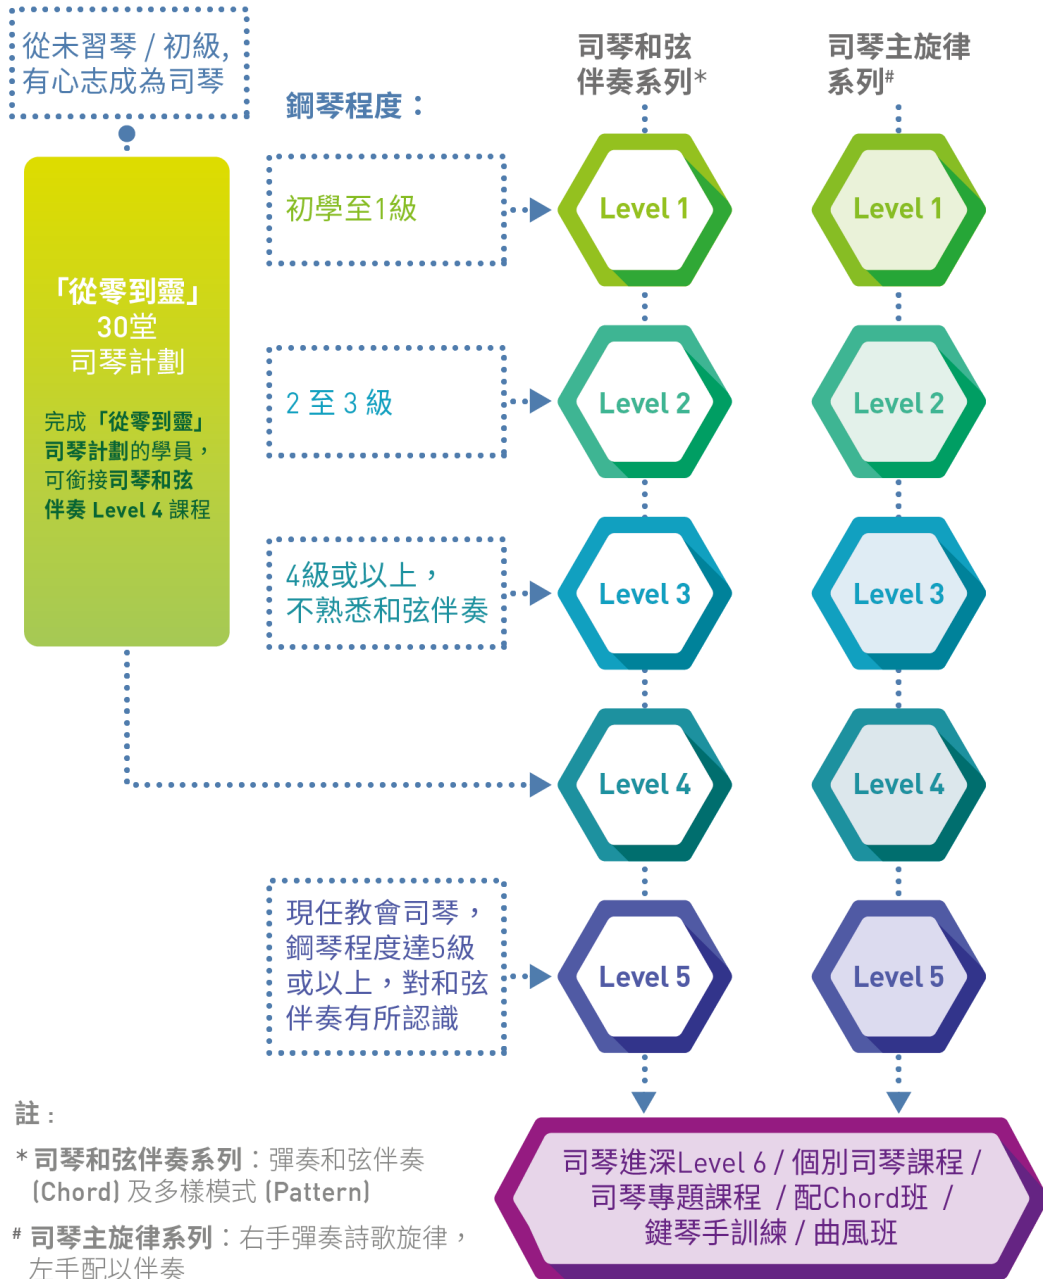 從未習琴 / 初級,
有心志成為司琴
「從零到靈」
30堂
司琴計劃
完成「從零到靈」
司琴計劃的學員，
可銜接司琴和弦
伴奏 Level 4 課程
鋼琴程度：
司琴和弦
伴奏系列*
司琴主旋律
系列#
初學至1級
Level 1
Level 1
2 至 3 級
Level 2
Level 2
4級或以上，
不熟悉和弦伴奏
Level 3
Level 3
Level 4
Level 4
現任教會司琴，
鋼琴程度達5級
或以上，對和弦
伴奏有所認識
Level 5
Level 5
司琴進深Level 6 / 個別司琴課程 /
司琴專題課程 / 配Chord班 /
鍵琴手訓練 / 曲風班
註：
* 司琴和弦伴奏系列：彈奏和弦伴奏
(Chord) 及多樣模式 (Pattern)
# 司琴主旋律系列：右手彈奏詩歌旋律，
左手配以伴奏